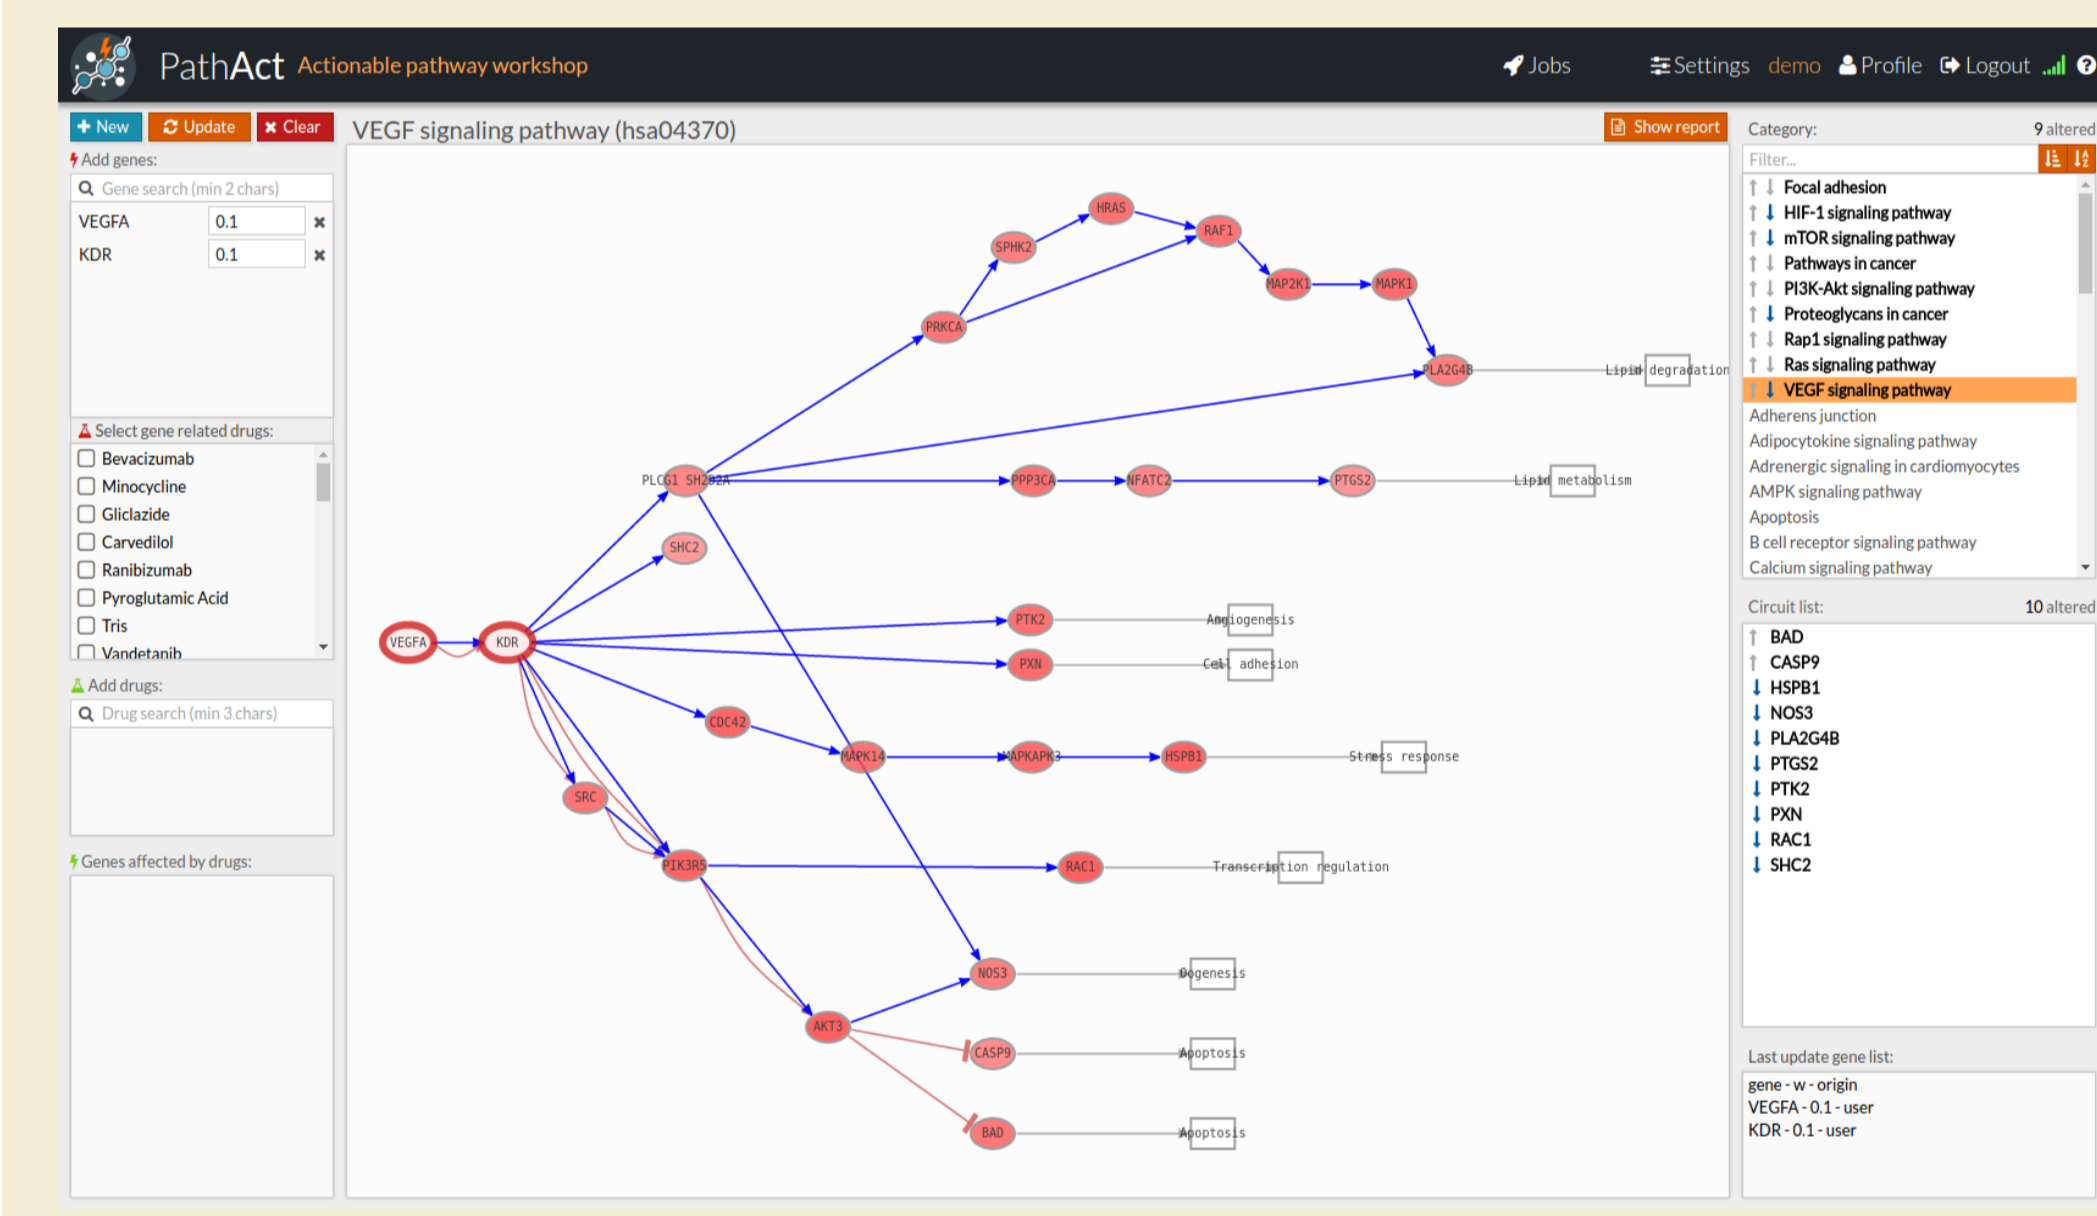 PathAct Actionable pathway workshop
Jobs
Settings demo Profile Logout
New Update Clear
Add genes:
Gene search (min 2 chars)
VEGFA 0.1
KDR 0.1
Select gene related drugs:
Bevacizumab
Minocycline
Gliclazide
Carvedilol
Ranibizumab
Pyroglutamic Acid
Tris
Vandetanib
Add drugs:
Drug search (min 3 chars)
Genes affected by drugs:
VEGF signaling pathway (hsa04370)
Show report
HRAS
RAF1
SPHK2
MAP2K1
MAPK1
PRKCA
PLA2G4B
Lipid degradation
PLCG1 SH2D2A
PPP3CA
NFATC2
PTGS2
Lipid metabolism
SHC2
VEGFA
KDR
PTK2
Angiogenesis
PXN
Cell adhesion
CDC42
MAPK14
MAPKAPK3
HSPB1
Stress response
SRC
PIK3R5
RAC1
Transcription regulation
NOS3
Oogenesis
AKT3
CASP9
Apoptosis
BAD
Apoptosis
Category:
9 altered
Filter...
Focal adhesion
HIF-1 signaling pathway
mTOR signaling pathway
Pathways in cancer
PI3K-Akt signaling pathway
Proteoglycans in cancer
Rap1 signaling pathway
Ras signaling pathway
VEGF signaling pathway
Adherens junction
Adipocytokine signaling pathway
Adrenergic signaling in cardiomyocytes
AMPK signaling pathway
Apoptosis
B cell receptor signaling pathway
Calcium signaling pathway
Circuit list:
10 altered
BAD
CASP9
HSPB1
NOS3
PLA2G4B
PTGS2
PTK2
PXN
RAC1
SHC2
Last update gene list:
gene - w - origin
VEGFA - 0.1 - user
KDR - 0.1 - user